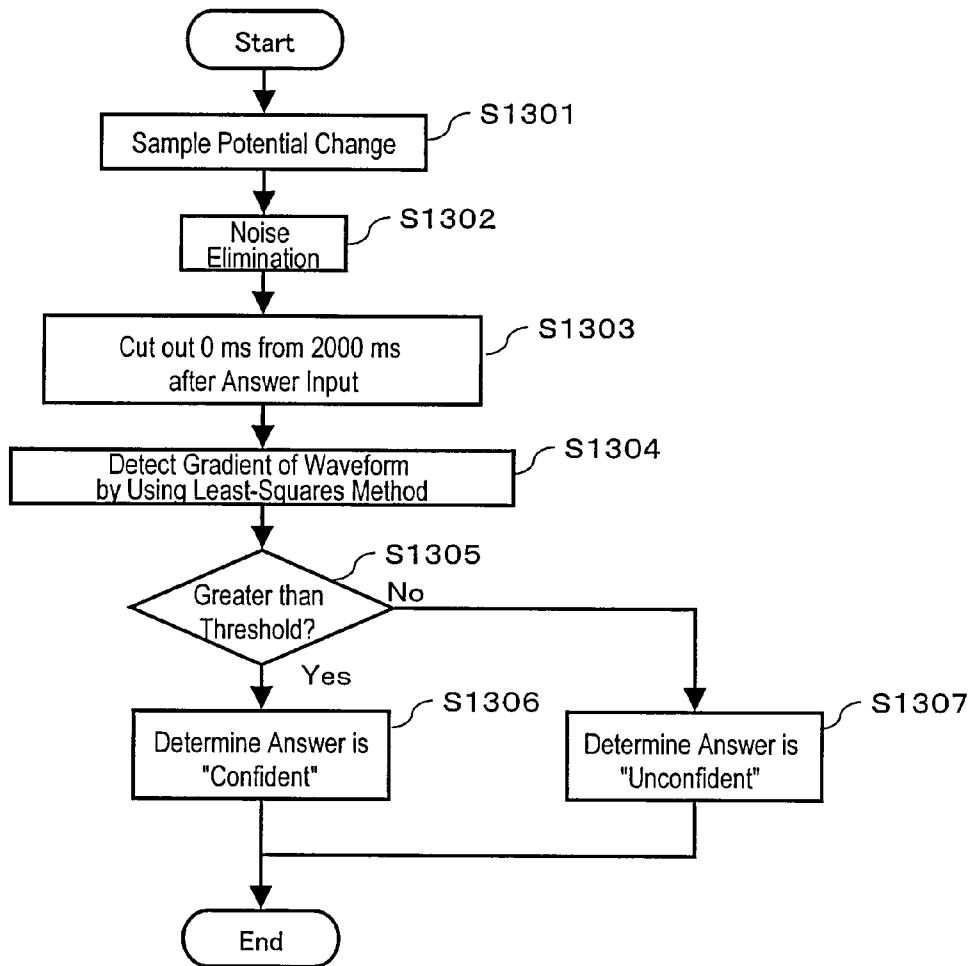 Start
S1301
Sample Potential Change
S1302
Noise
Elimination
S1303
Cut out 0 ms from 2000 ms
after Answer Input
S1304
Detect Gradient of Waveform
by Using Least-Squares Method
S1305
Greater than
Threshold?
No
Yes
S1306
Determine Answer is
"Confident"
S1307
Determine Answer is
"Unconfident"
End